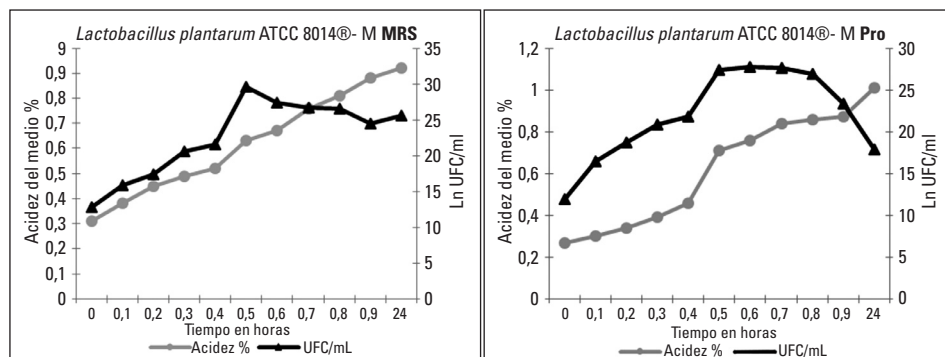 Lactobacillus plantarum ATCC 8014®- M MRS
Acidez del medio %
0,9
0,8
0,7
0,6
0,5
0,4
0,3
0,2
0,1
0
35
30
25
20
15
10
5
0
Ln UFC/ml
0 0,1 0,2 0,3 0,4 0,5 0,6 0,7 0,8 0,9 24
Tiempo en horas
Acidez % UFC/mL
Lactobacillus plantarum ATCC 8014®- M Pro
Acidez del medio %
1,2
1
0,8
0,6
0,4
0,2
0
30
25
20
15
10
5
0
Ln UFC/ml
0 0,1 0,2 0,3 0,4 0,5 0,6 0,7 0,8 0,9 24
Tiempo en horas
Acidez % UFC/mL